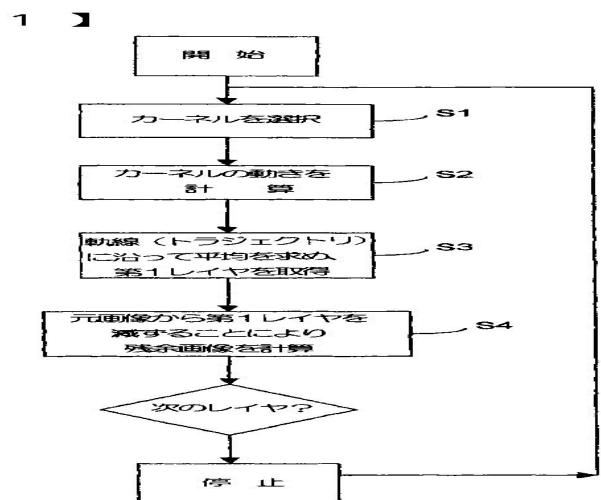 1 】
開 始
カーネルを選択
S1
カーネルの動きを
計 算
S2
軌線（トラジェクトリ）
に沿って平均を求め、
第1レイヤを取得
S3
元画像から第1レイヤを
減することにより
残余画像を計算
S4
次のレイヤ？
停 止